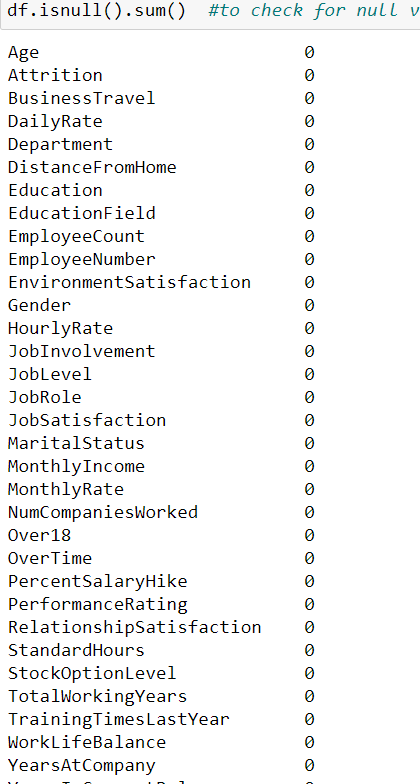 df.isnull().sum()  #to check for null v
Age 0
Attrition 0
BusinessTravel 0
DailyRate 0
Department 0
DistanceFromHome 0
Education 0
EducationField 0
EmployeeCount 0
EmployeeNumber 0
EnvironmentSatisfaction 0
Gender 0
HourlyRate 0
JobInvolvement 0
JobLevel 0
JobRole 0
JobSatisfaction 0
MaritalStatus 0
MonthlyIncome 0
MonthlyRate 0
NumCompaniesWorked 0
Over18 0
OverTime 0
PercentSalaryHike 0
PerformanceRating 0
RelationshipSatisfaction 0
StandardHours 0
StockOptionLevel 0
TotalWorkingYears 0
TrainingTimesLastYear 0
WorkLifeBalance 0
YearsAtCompany 0